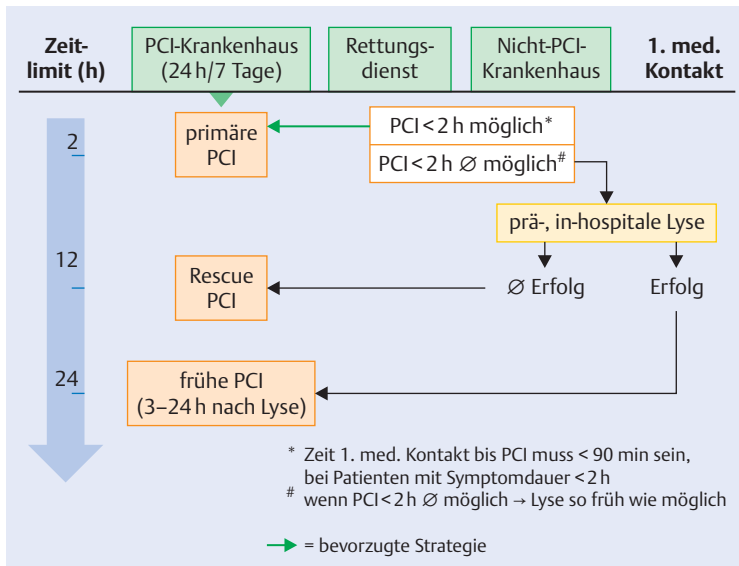 Zeit-
limit (h)
PCI-Krankenhaus
(24 h/7 Tage)
Rettungs-
dienst
Nicht-PCI-
Krankenhaus
1. med.
Kontakt
2
primäre
PCI
PCI < 2 h möglich*
PCI < 2 h ∅ möglich#
prä-, in-hospitale Lyse
12
Rescue
PCI
∅ Erfolg
Erfolg
24
frühe PCI
(3–24 h nach Lyse)
* Zeit 1. med. Kontakt bis PCI muss < 90 min sein,
bei Patienten mit Symptomdauer < 2 h
# wenn PCI < 2 h ∅ möglich → Lyse so früh wie möglich
→ = bevorzugte Strategie